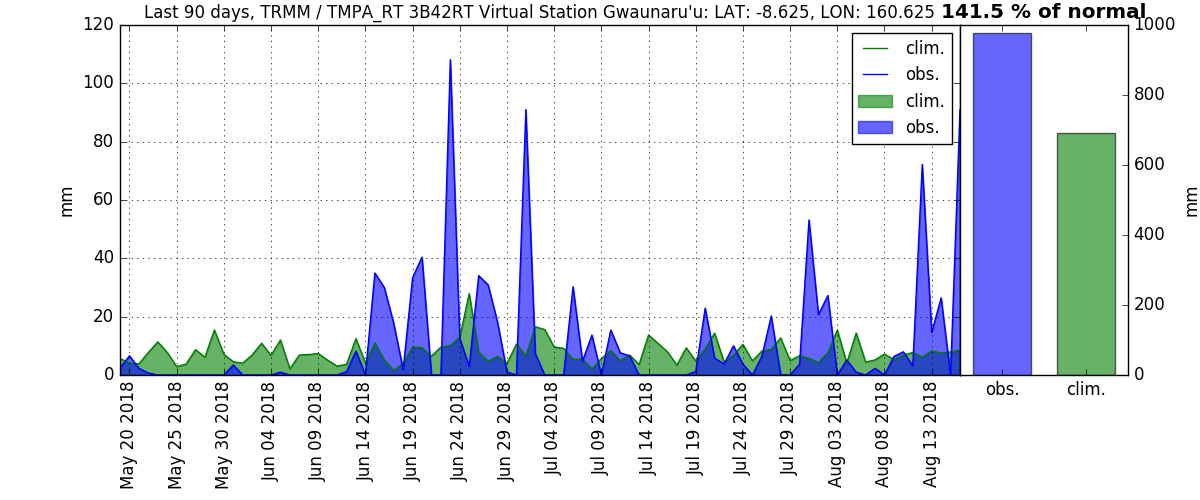 Last 90 days, TRMM / TMPA_RT 3B42RT Virtual Station Gwaunaru'u: LAT: -8.625, LON: 160.625 141.5 % of normal
120
100
80
60
40
20
0
mm
clim.
obs.
clim.
obs.
May 20 2018
May 25 2018
May 30 2018
Jun 04 2018
Jun 09 2018
Jun 14 2018
Jun 19 2018
Jun 24 2018
Jun 29 2018
Jul 04 2018
Jul 09 2018
Jul 14 2018
Jul 19 2018
Jul 24 2018
Jul 29 2018
Aug 03 2018
Aug 08 2018
Aug 13 2018
1000
800
600
400
200
0
mm
obs.
clim.